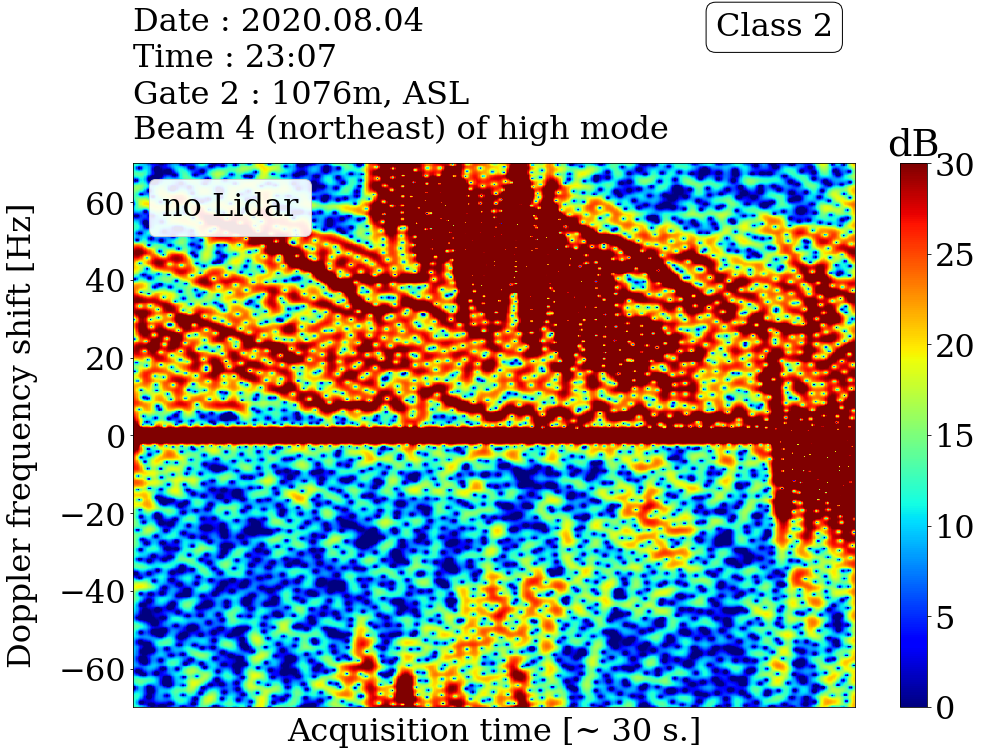 Date : 2020.08.04
Time : 23:07
Gate 2 : 1076m, ASL
Beam 4 (northeast) of high mode
Class 2
no Lidar
dB
30
25
20
15
10
5
0
Doppler frequency shift [Hz]
60
40
20
0
−20
−40
−60
Acquisition time [~ 30 s.]